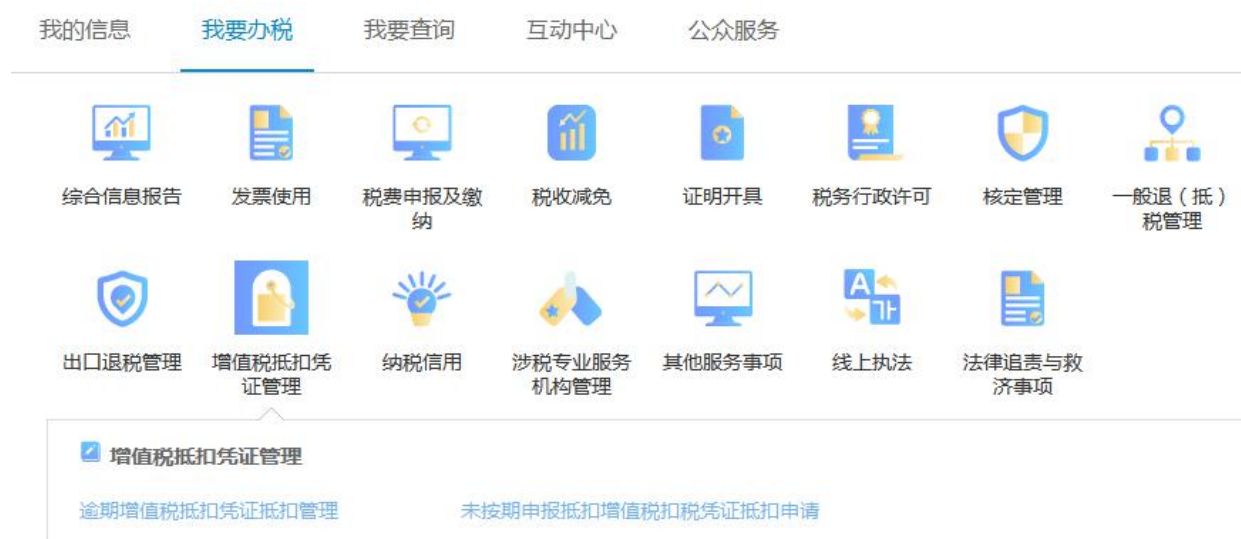 我的信息 我要办税 我要查询 互动中心 公众服务
综合信息报告 发票使用 税费申报及缴纳 税收减免 证明开具 税务行政许可 核定管理 一般退（抵）税管理
A 가
出口退税管理 增值税抵扣凭证管理 纳税信用 涉税专业服务机构管理 其他服务事项 线上执法 法律追责与救济事项
增值税抵扣凭证管理
逾期增值税抵扣凭证抵扣管理 未按期申报抵扣增值税扣税凭证抵扣申请